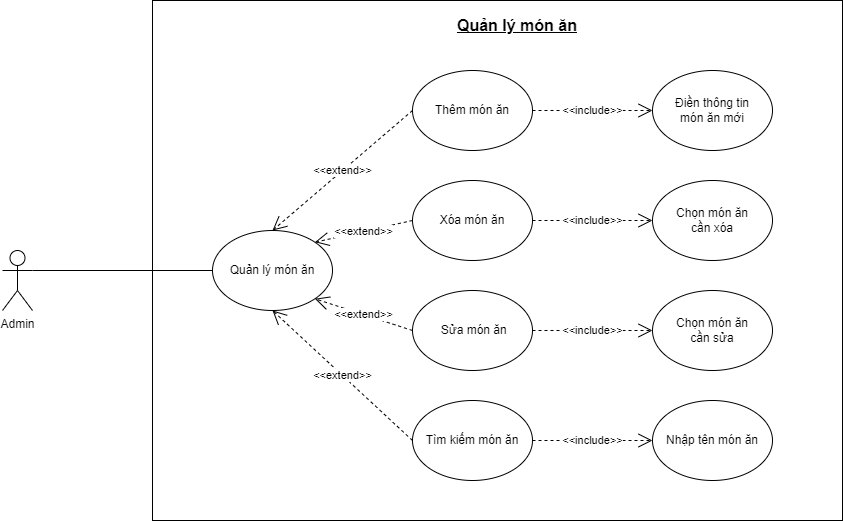 Quản lý món ăn
Thêm món ăn
<<include>>
Điền thông tin
món ăn mới
<<extend>>
Xóa món ăn
<<include>>
Chọn món ăn
cần xóa
<<extend>>
Quản lý món ăn
Admin
<<extend>>
Sửa món ăn
<<include>>
Chọn món ăn
cần sửa
<<extend>>
Tìm kiếm món ăn
<<include>>
Nhập tên món ăn